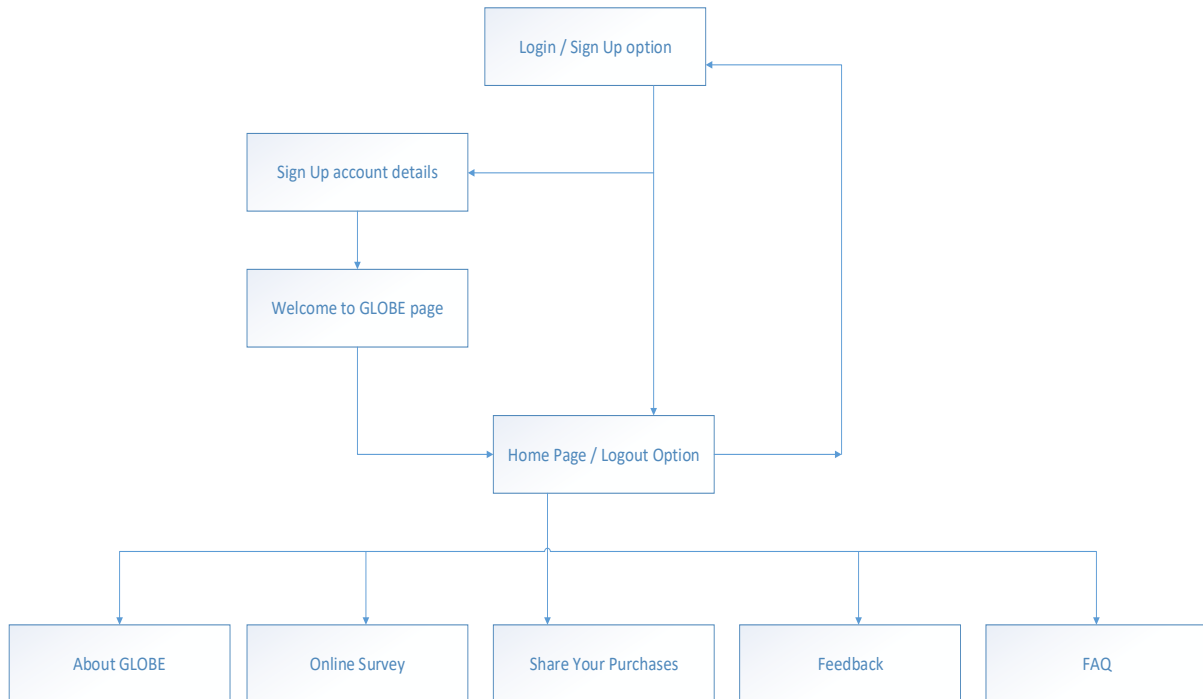 Login / Sign Up option
Sign Up account details
Welcome to GLOBE page
Home Page / Logout Option
About GLOBE
Online Survey
Share Your Purchases
Feedback
FAQ